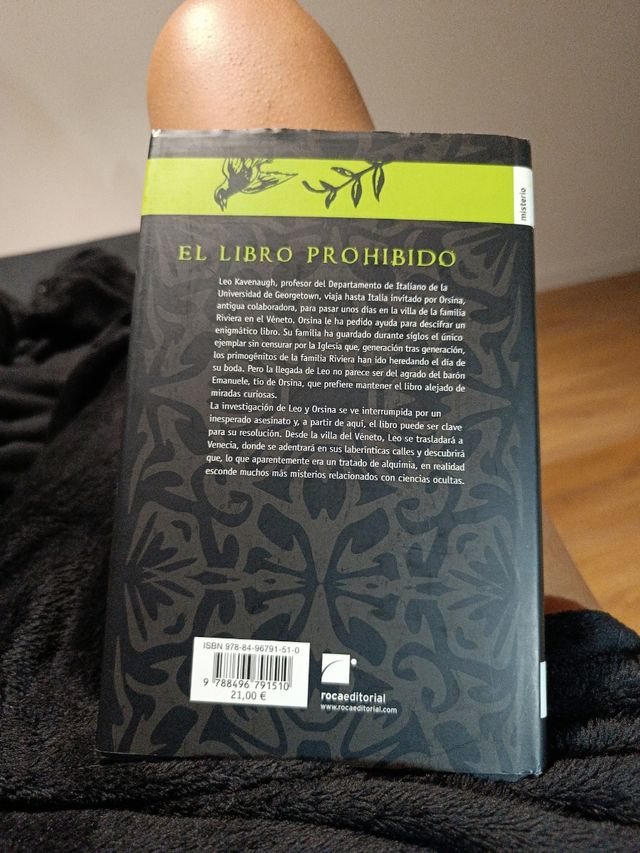 misterio
EL LIBRO PROHIBIDO
Leo Kavenaugh, profesor del Departamento de Italiano de la
Universidad de Georgetown, viaja hasta Italia invitado por Orsina,
antigua colaboradora, para pasar unos días en la villa de la familia
Riviera en el Véneto. Orsina le ha pedido ayuda para descifrar un
enigmático libro. Su familia ha guardado durante siglos el único
ejemplar sin censurar por la Iglesia que, generación tras generación,
los primogénitos de la familia Riviera han ido heredando el día de
su boda. Pero la llegada de Leo no parece ser del agrado del barón
Emanuele, tío de Orsina, que prefiere mantener el libro alejado de
miradas curiosas.
La investigación de Leo y Orsina se ve interrumpida por un
inesperado asesinato y, a partir de aquí, el libro puede ser clave
para su resolución. Desde la villa del Véneto, Leo se trasladará a
Venecia, donde se adentrará en sus laberínticas calles y descubrirá
que, lo que aparentemente era un tratado de alquimia, en realidad
esconde muchos más misterios relacionados con ciencias ocultas.
ISBN 978-84-96791-51-0
9 788496 791510
21,00 €
rocaeditorial
www.rocaeditorial.com